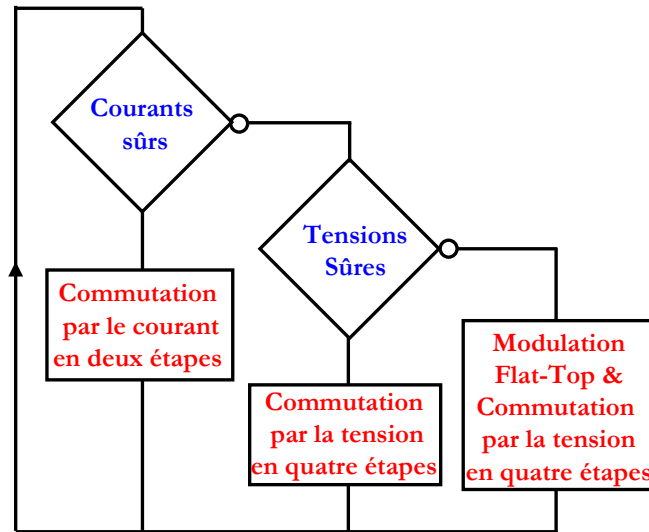 Courants
sûrs
Tensions
Sûres
Commutation
par le courant
en deux étapes
Commutation
par la tension
en quatre étapes
Modulation
Flat-Top &
Commutation
par la tension
en quatre étapes